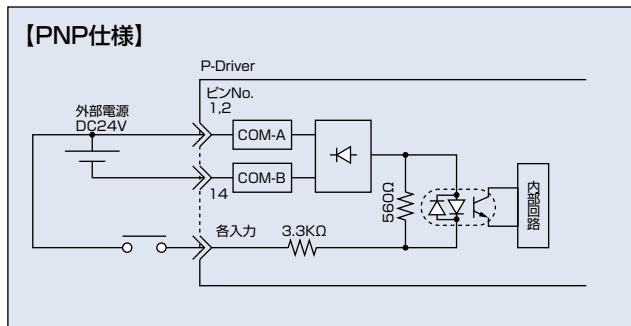 【PNP仕様】
P-Driver
ピンNo.
1,2
外部電源
DC24V
COM-A
COM-B
14
560Ω
内部回路
各入力
3.3KΩ